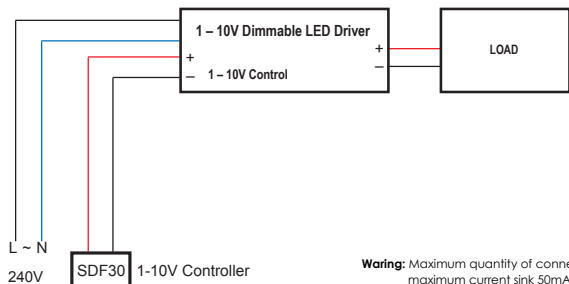 1 – 10V Dimmable LED Driver
+
–
1 – 10V Control
+
–
LOAD
L ~ N
240V
SDF30
1-10V Controller
Waring: Maximum quantity of conne
maximum current sink 50mA